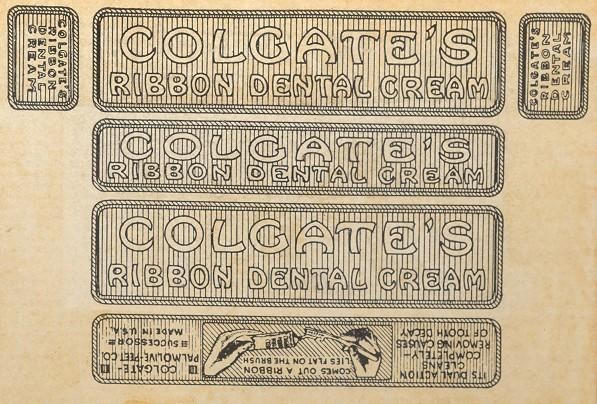 COLGATE'S
RIBBON
DENTAL
CREAM
COLGATE'S
RIBBON DENTAL CREAM
COLGATE'S
RIBBON
DENTAL
CREAM
COLGATE'S
RIBBON DENTAL CREAM
COLGATE'S
RIBBON DENTAL CREAM
IT'S DUAL ACTION
CLEANS
COMPLETELY
REMOVING CAUSES
OF TOOTH DECAY
COMES OUT A RIBBON
LIES FLAT ON THE BRUSH
COLGATE-
PALMOLIVE-PEET CO.
SUCCESSOR
MADE IN U.S.A.